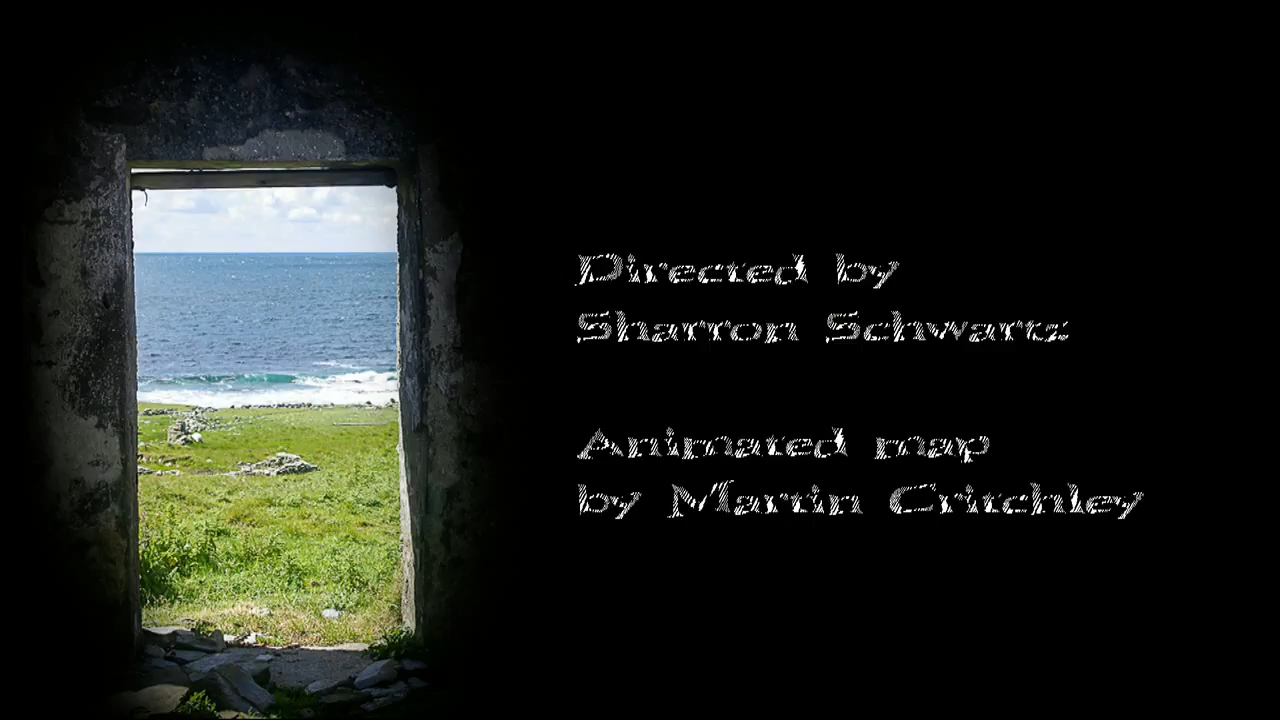 Directed by
Sharron Schwartz
Animated map
by Martin Critchley